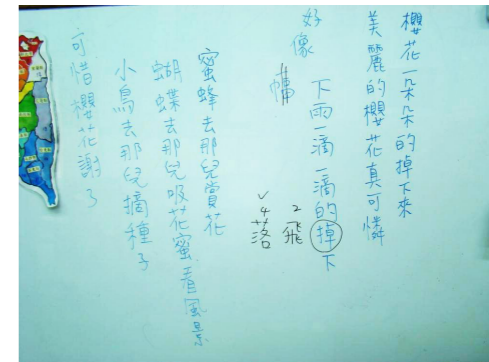 櫻花一朵朵的掉下來
美麗的櫻花真可憐
好像
下雨一滴一滴的掉下
2飛
✓4落
蜜蜂去那兒賞花
蝴蝶去那兒吸花蜜看風景
小鳥去那兒摘種子
可惜櫻花謝了